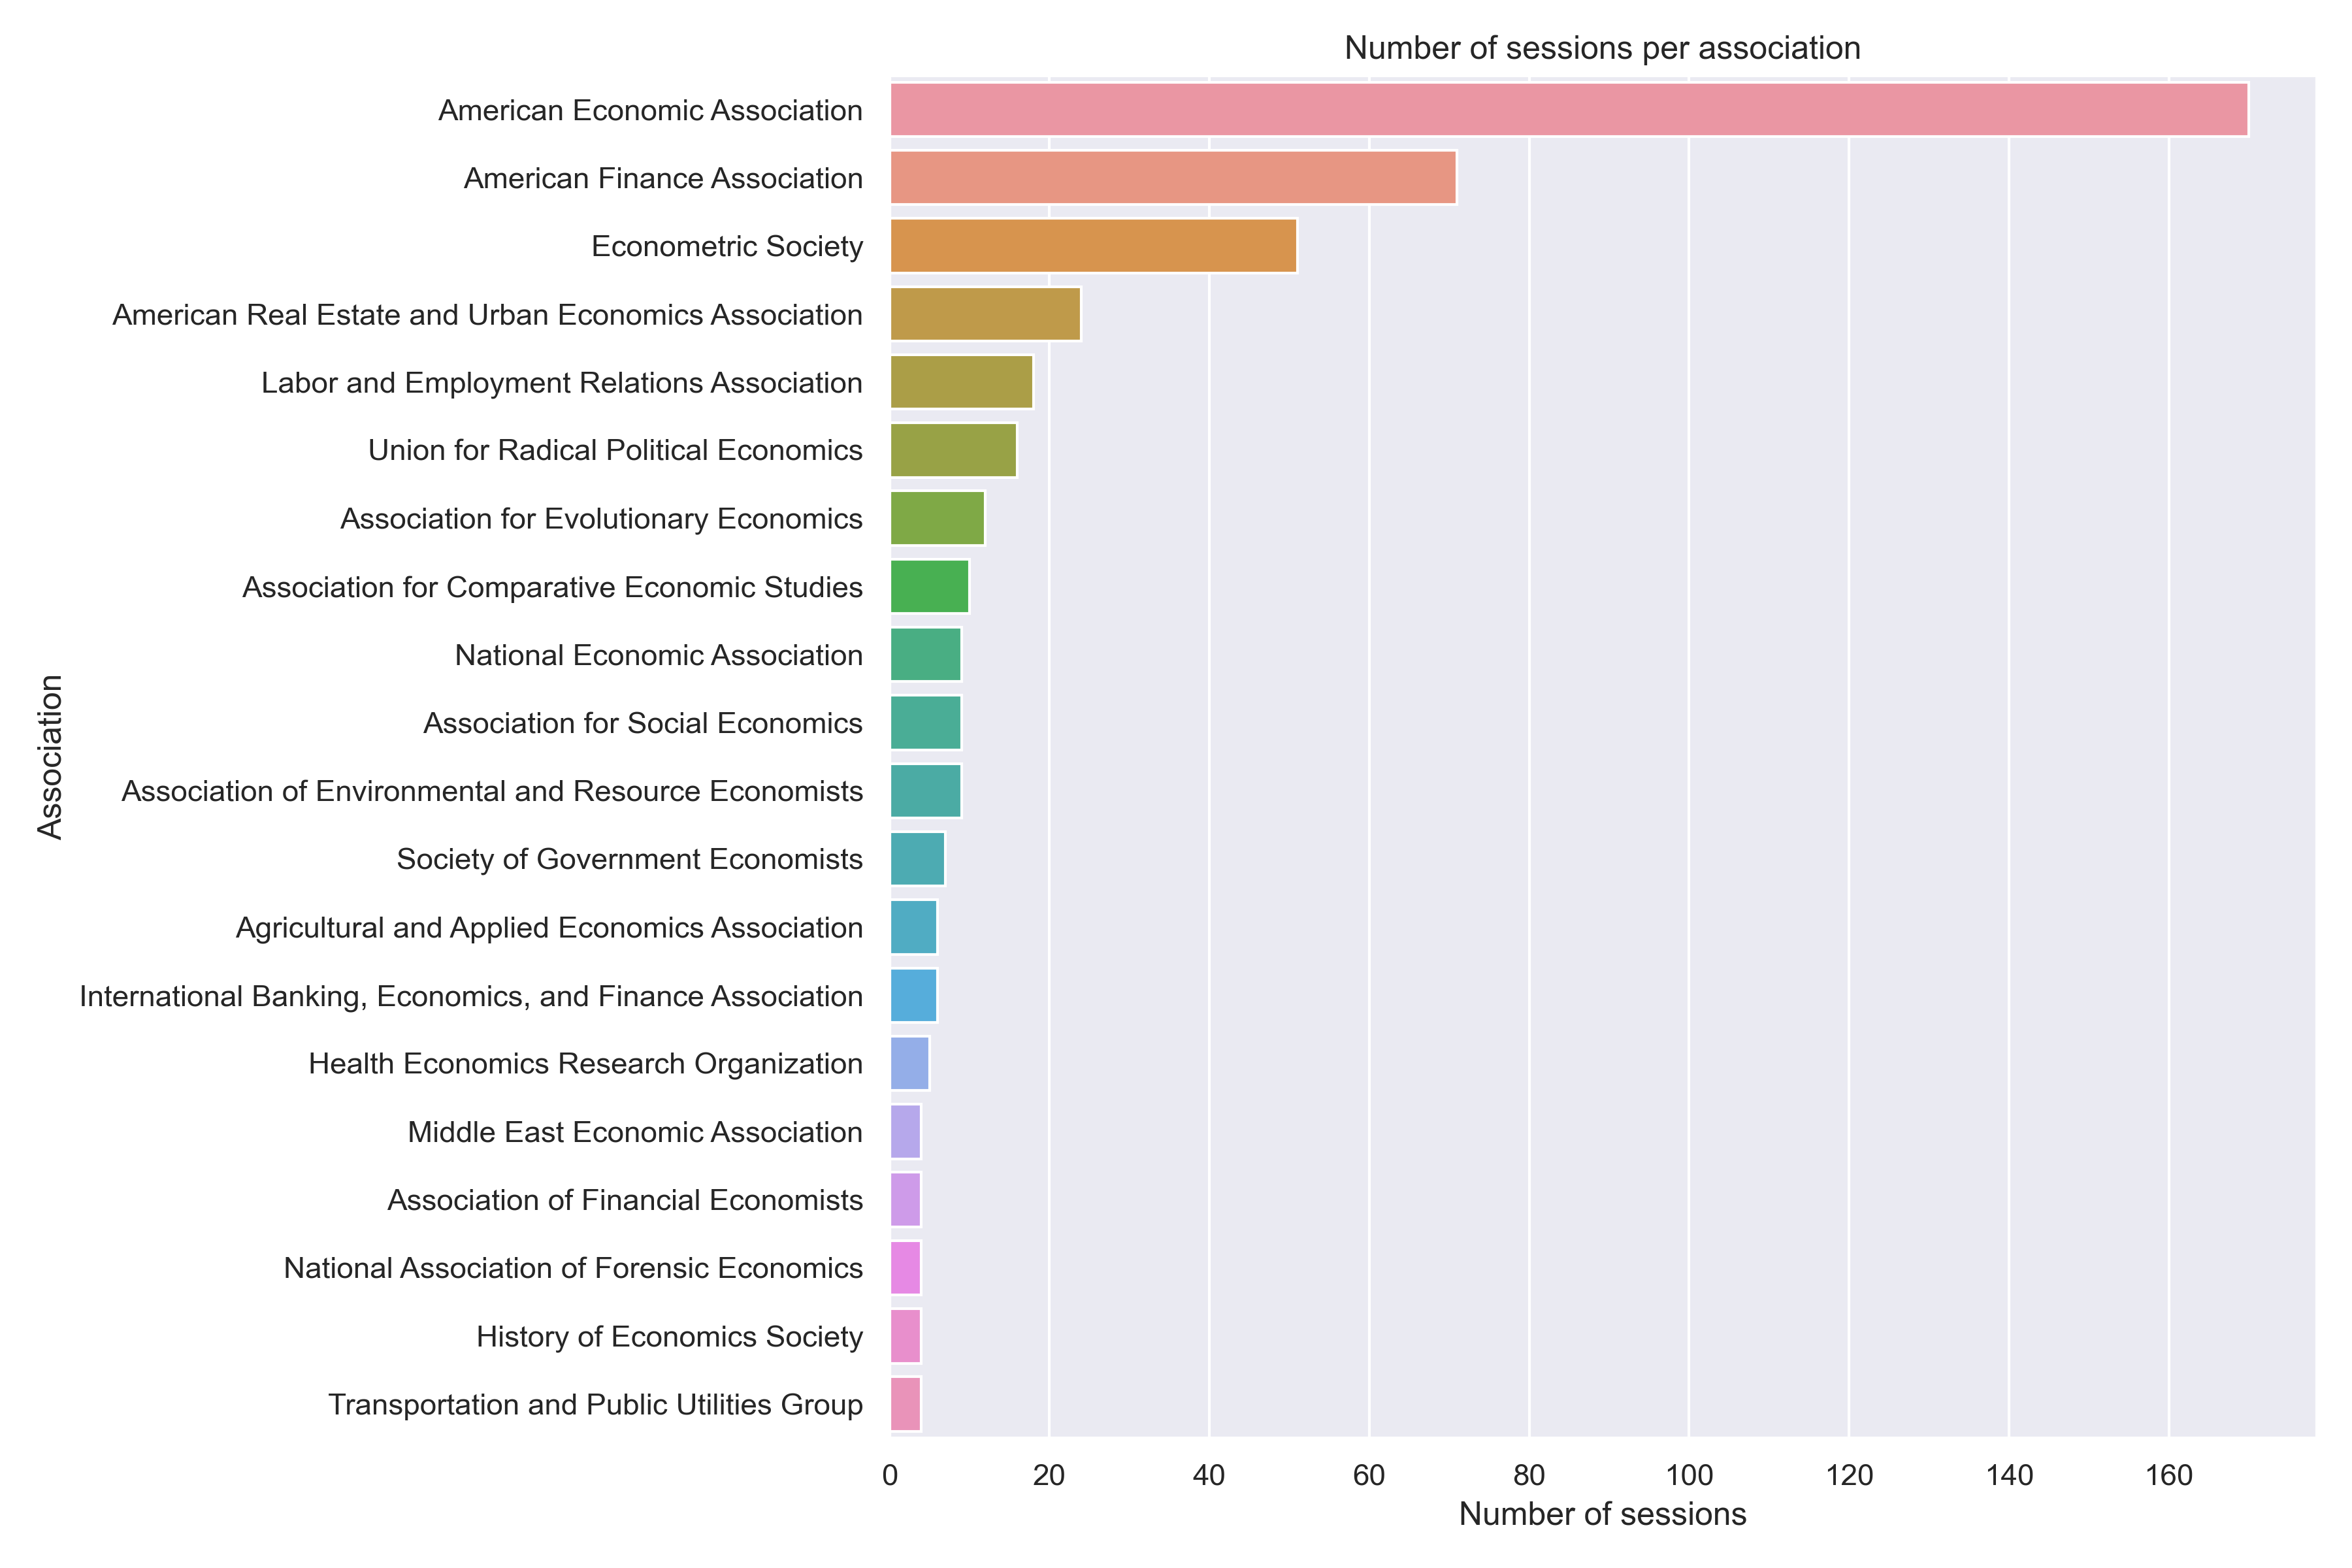 Number of sessions per association
American Economic Association
American Finance Association
Econometric Society
American Real Estate and Urban Economics Association
Labor and Employment Relations Association
Union for Radical Political Economics
Association for Evolutionary Economics
Association for Comparative Economic Studies
National Economic Association
Association for Social Economics
Association of Environmental and Resource Economists
Society of Government Economists
Agricultural and Applied Economics Association
International Banking, Economics, and Finance Association
Health Economics Research Organization
Middle East Economic Association
Association of Financial Economists
National Association of Forensic Economics
History of Economics Society
Transportation and Public Utilities Group
Association
0 20 40 60 80 100 120 140 160
Number of sessions